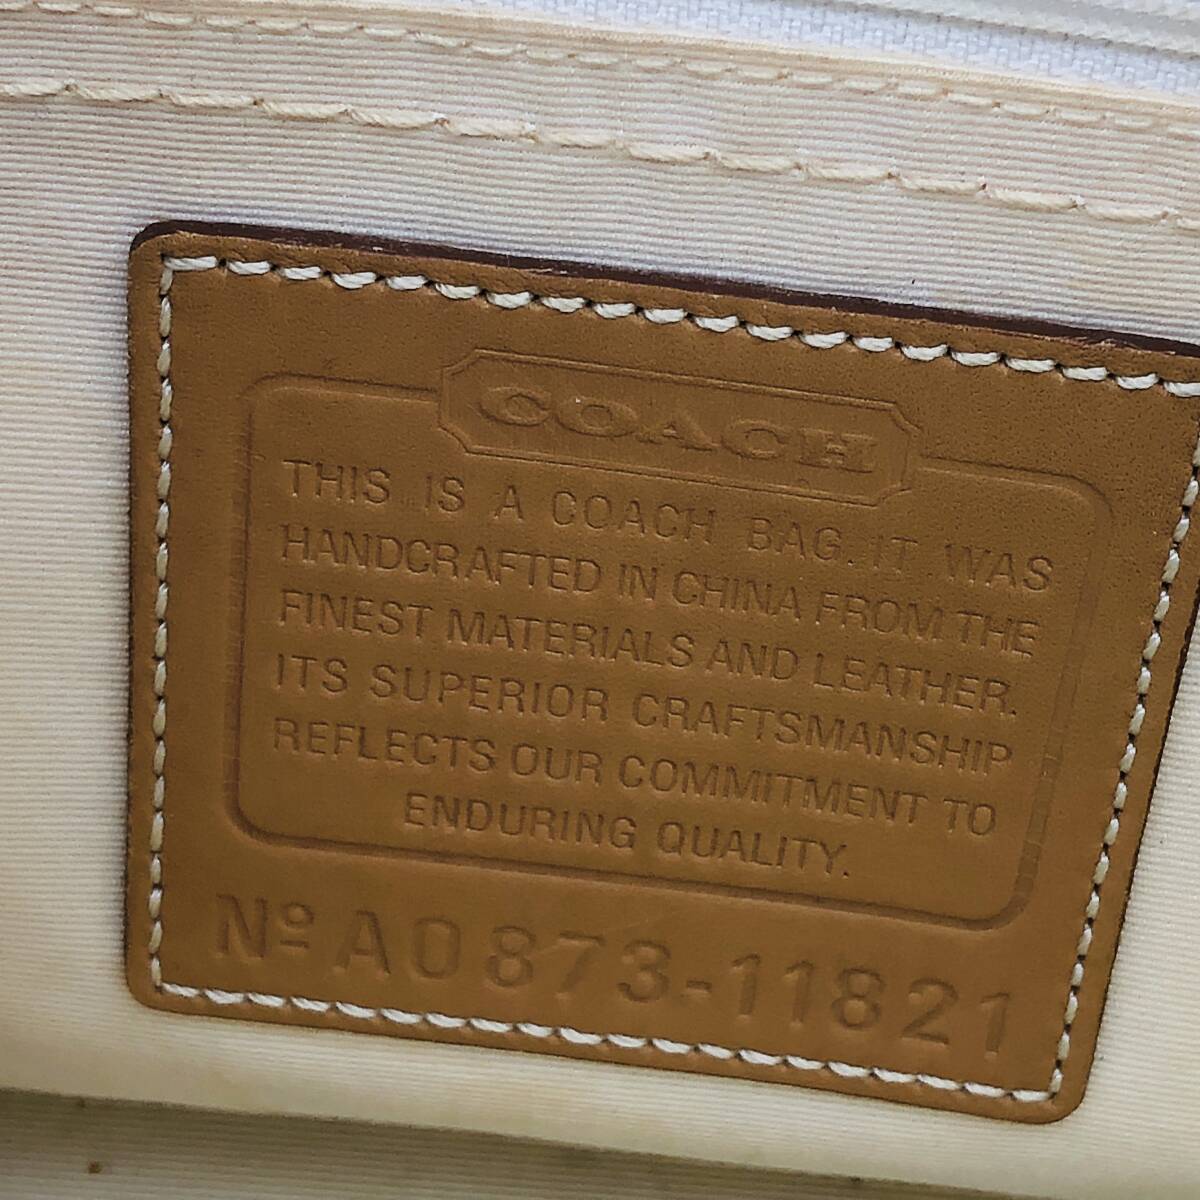 COACH
THIS IS A COACH BAG. IT WAS
HANDCRAFTED IN CHINA FROM THE
FINEST MATERIALS AND LEATHER.
ITS SUPERIOR CRAFTSMANSHIP
REFLECTS OUR COMMITMENT TO
ENDURING QUALITY.
Nº A0873-11821